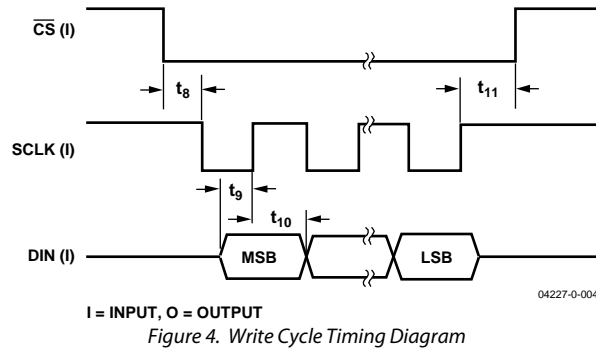 CS (I)
t8
t11
SCLK (I)
t9
t10
DIN (I)
MSB
LSB
04227-0-004
I = INPUT, O = OUTPUT
Figure 4. Write Cycle Timing Diagram